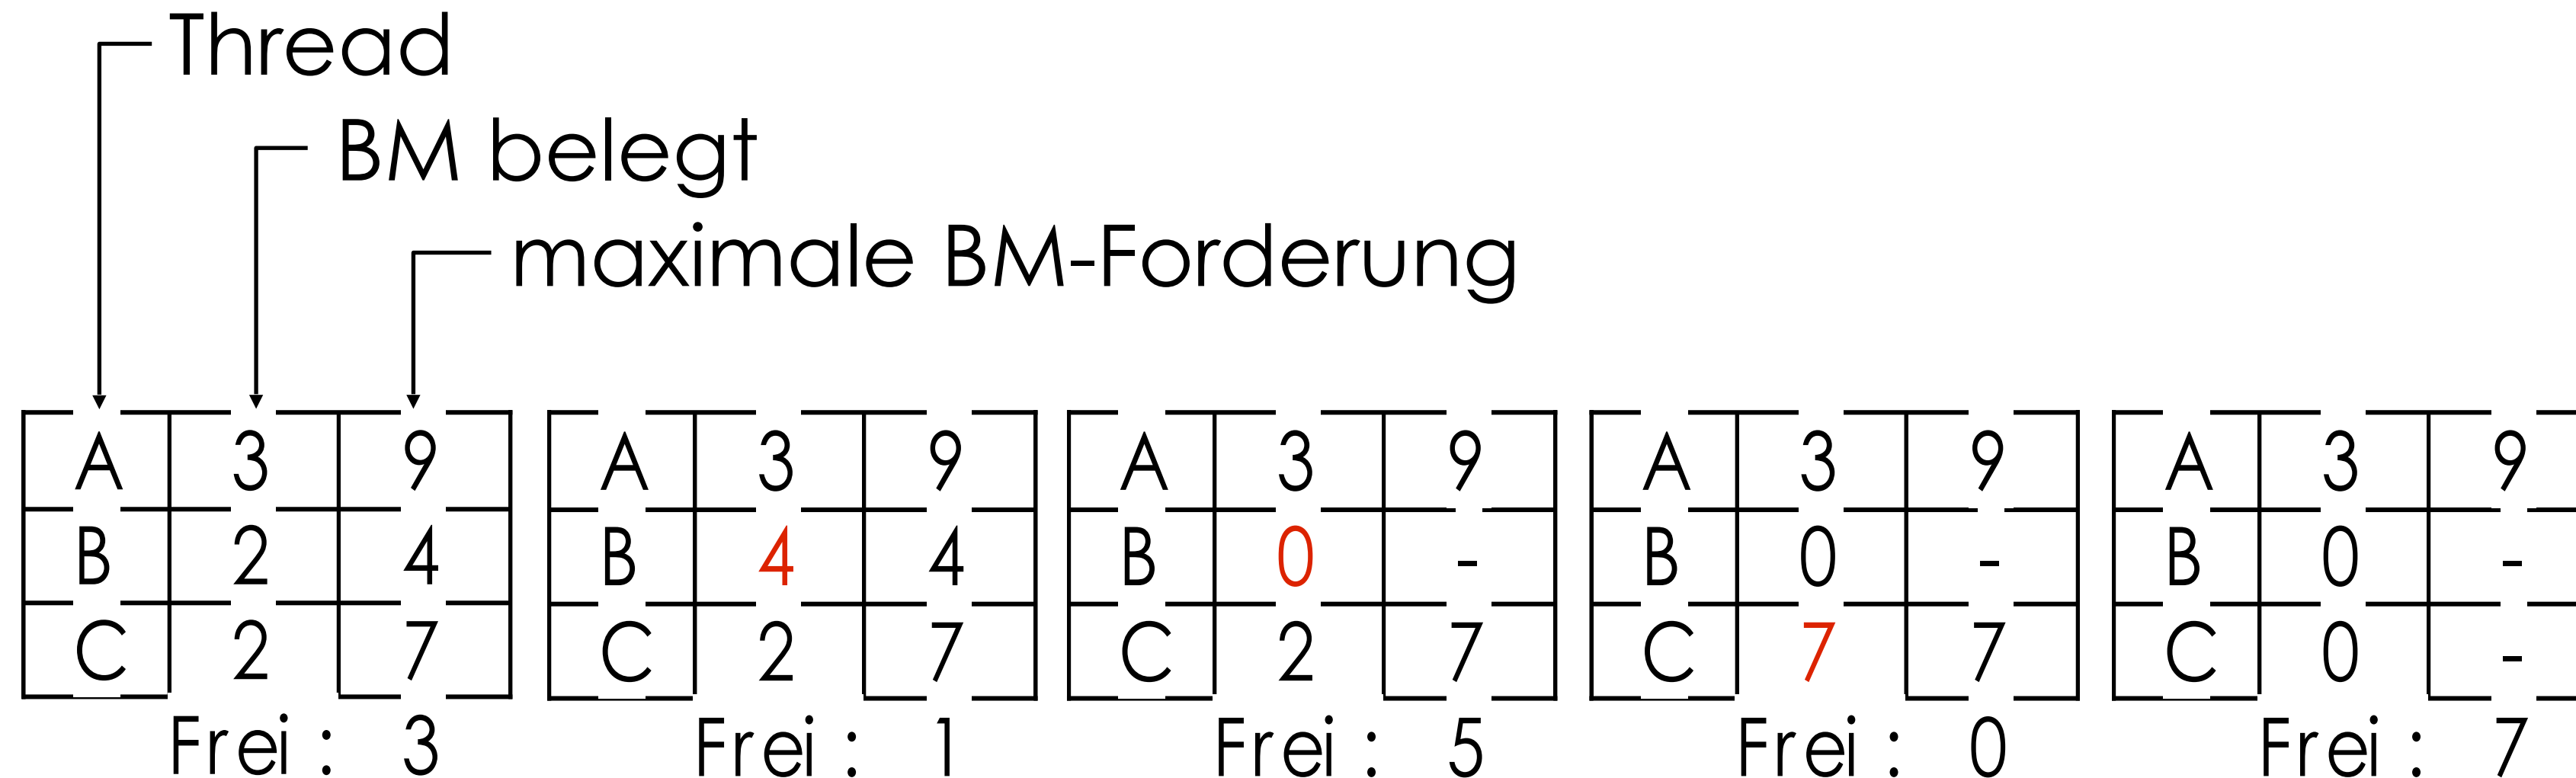 Thread
BM belegt
maximale BM-Forderung
A 3 9 A 3 9 A 3 9 A 3 9 A 3 9
B 2 4 B 4 4 B 0 - B 0 - B 0 -
C 2 7 C 2 7 C 2 7 C 7 7 C 0 -
Frei : 3 Frei : 1 Frei : 5 Frei : 0 Frei : 7